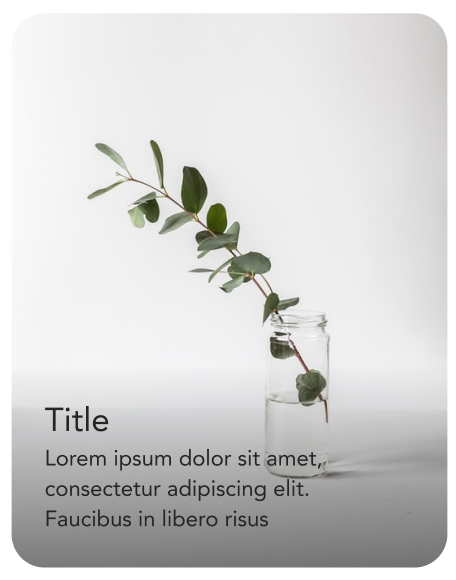 Title
Lorem ipsum dolor sit amet,
consectetur adipiscing elit.
Faucibus in libero risus